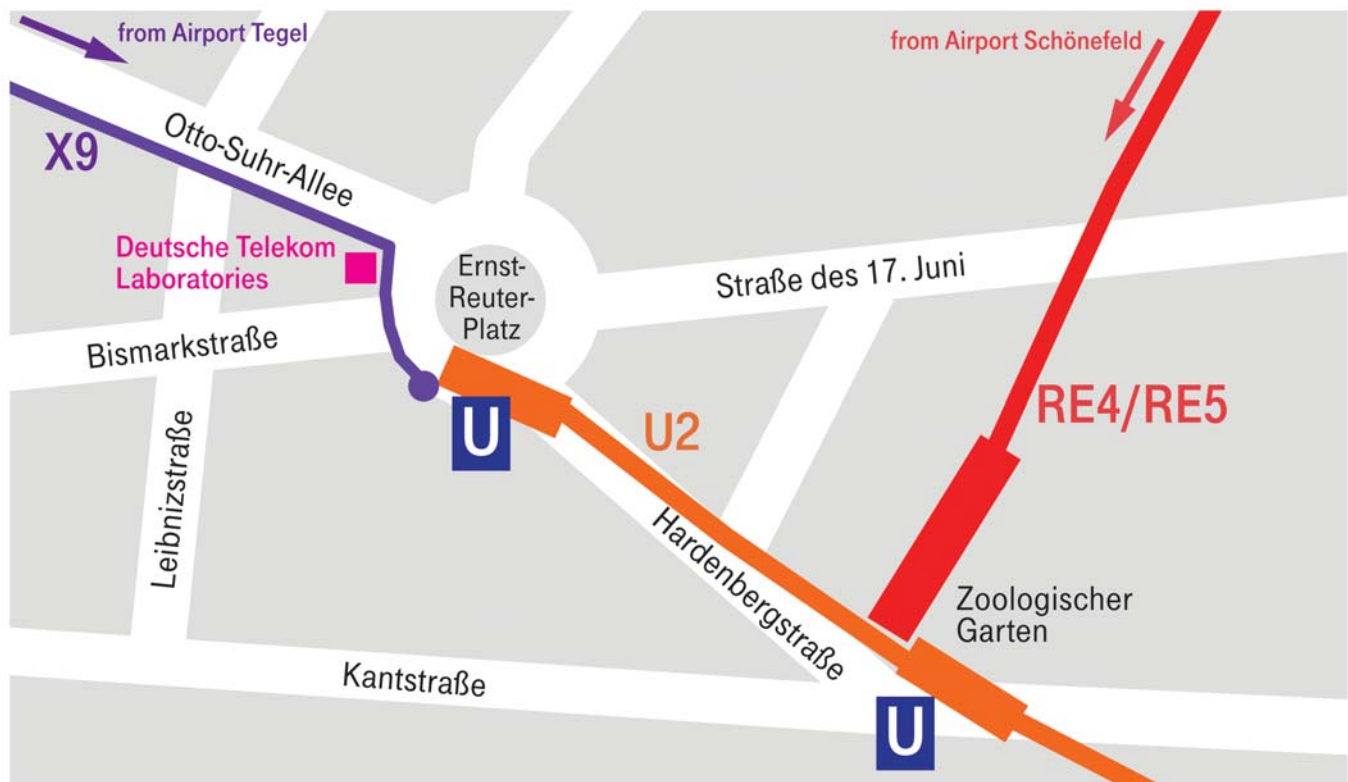 from Airport Tegel
from Airport Schönefeld
X9
Otto-Suhr-Allee
Deutsche Telekom
Laboratories
Ernst-
Reuter-
Platz
Straße des 17. Juni
Bismarkstraße
U
U2
RE4/RE5
Leibnizstraße
Hardenbergstraße
Zoologischer
Garten
Kantstraße
U